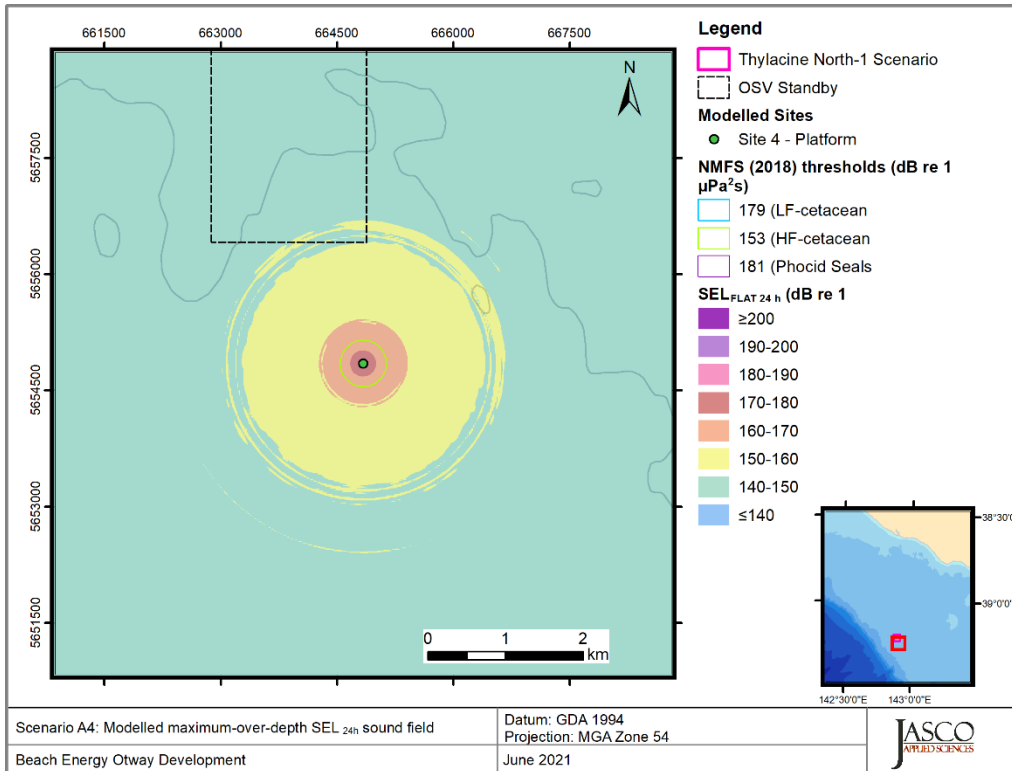 661500 663000 664500 666000 667500
5657500
5656000
5654500
5653000
5651500
N
0 1 2
km
Legend
Thylacine North-1 Scenario
OSV Standby
Modelled Sites
Site 4 - Platform
NMFS (2018) thresholds (dB re 1
µPa²s)
179 (LF-cetacean
153 (HF-cetacean
181 (Phocid Seals
SEL FLAT 24 h (dB re 1
≥200
190-200
180-190
170-180
160-170
150-160
140-150
≤140
38°30'0
39°0'0
142°30'0"E 143°0'0"E
Scenario A4: Modelled maximum-over-depth SEL 24h sound field
Datum: GDA 1994
Projection: MGA Zone 54
Beach Energy Otway Development
June 2021
JASCO
APPLIED SCIENCES